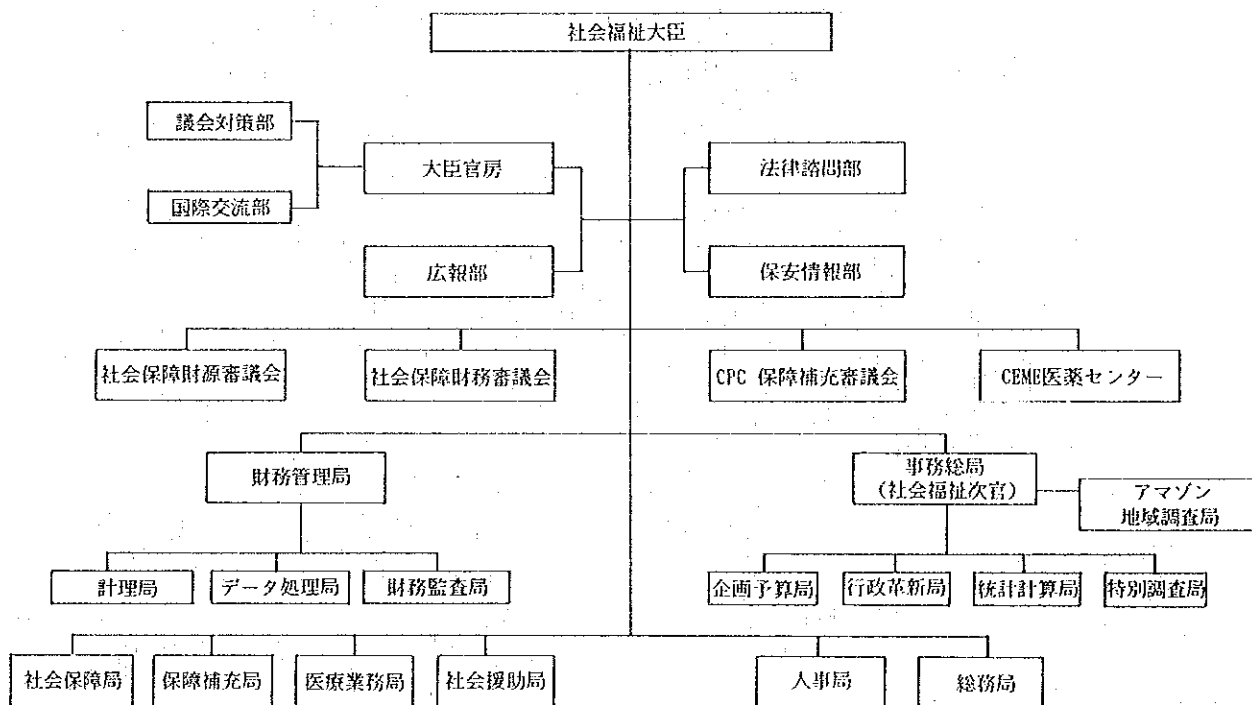 社会福祉大臣
議会対策部
大臣官房
法律諮問部
国際交流部
広報部
保安情報部
社会保障財源審議会
社会保障財務審議会
CPC 保障補充審議会
CEME医薬センター
財務管理局
事務総局
(社会福祉次官)
アマゾン
地域調査局
計理局
データ処理局
財務監査局
企画予算局
行政革新局
統計計算局
特別調査局
社会保障局
保障補充局
医療業務局
社会援助局
人事局
総務局